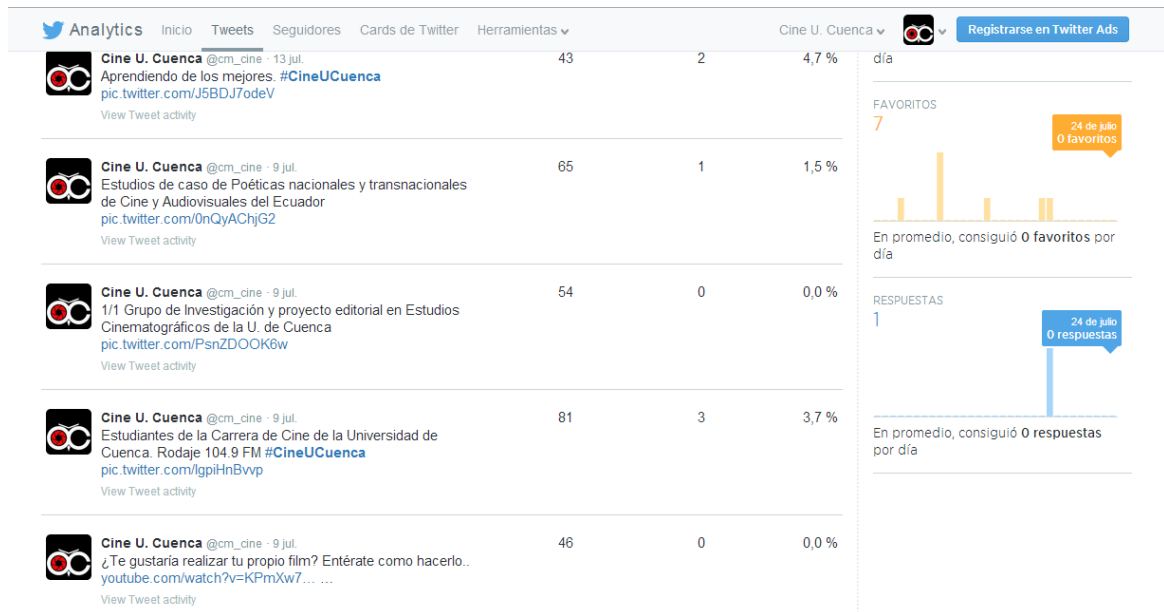 Analytics Inicio Tweets Seguidores Cards de Twitter Herramientas Cine U. Cuenca Registrarse en Twitter Ads
Cine U. Cuenca @cm_cine · 13 jul. 43 2 4,7 %
Aprendiendo de los mejores. #CineUCuenca
pic.twitter.com/J5BDJ7odeV
View Tweet activity
Cine U. Cuenca @cm_cine · 9 jul. 65 1 1,5 %
Estudios de caso de Poéticas nacionales y transnacionales
de Cine y Audiovisuales del Ecuador
pic.twitter.com/0nQyAChjG2
View Tweet activity
Cine U. Cuenca @cm_cine · 9 jul. 54 0 0,0 %
1/1 Grupo de Investigación y proyecto editorial en Estudios
Cinematográficos de la U. de Cuenca
pic.twitter.com/PsnZDOOK6w
View Tweet activity
Cine U. Cuenca @cm_cine · 9 jul. 81 3 3,7 %
Estudiantes de la Carrera de Cine de la Universidad de
Cuenca. Rodaje 104.9 FM #CineUCuenca
pic.twitter.com/lgpiHnBvvp
View Tweet activity
Cine U. Cuenca @cm_cine · 9 jul. 46 0 0,0 %
¿Te gustaría realizar tu propio film? Entérate como hacerlo..
youtube.com/watch?v=KPmXw7... ...
View Tweet activity
día
FAVORITOS
7
24 de julio
0 favoritos
En promedio, consiguió 0 favoritos por
día
RESPUESTAS
1
24 de julio
0 respuestas
En promedio, consiguió 0 respuestas
por día